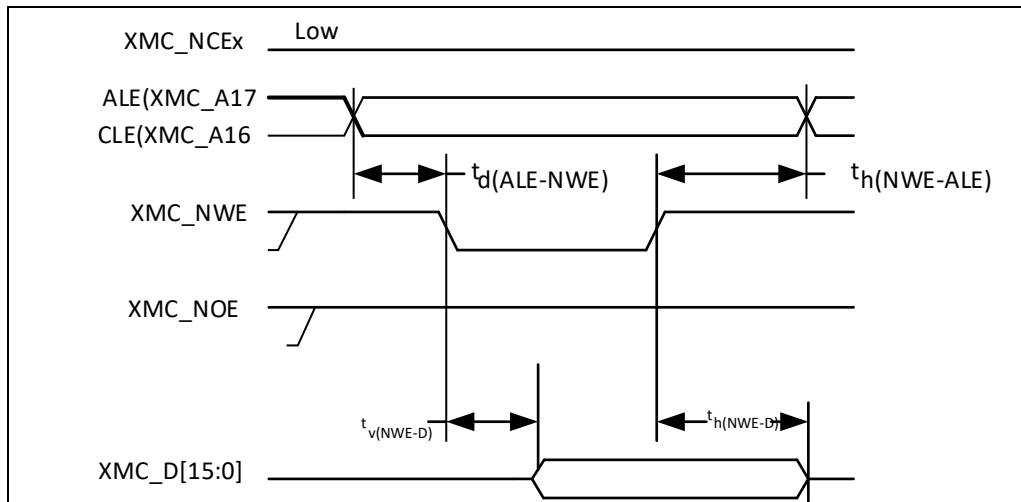 XMC_NCEx
Low
ALE(XMC_A17
CLE(XMC_A16
td(ALE-NWE)
th(NWE-ALE)
XMC_NWE
XMC_NOE
tv(NWE-D)
th(NWE-D)
XMC_D[15:0]